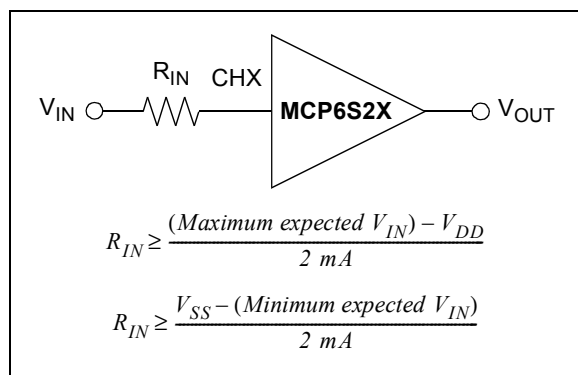 R_IN
CHX
V_IN
MCP6S2X
V_OUT
R_IN ≥ (Maximum expected V_IN) – V_DD
2 mA
R_IN ≥ V_SS – (Minimum expected V_IN)
2 mA